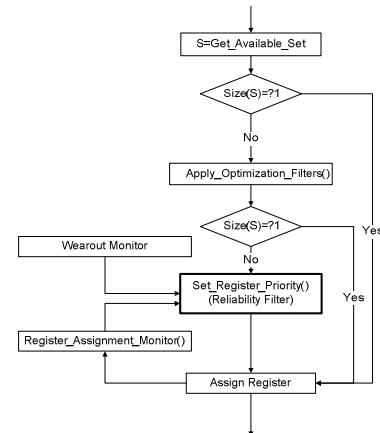 S=Get_Available_Set
Size(S)=?1
No
Apply_Optimization_Filters()
Yes
Size(S)=?1
Wearout Monitor
No
Set_Register_Priority()
(Reliability Filter)
Yes
Register_Assignment_Monitor()
Assign Register